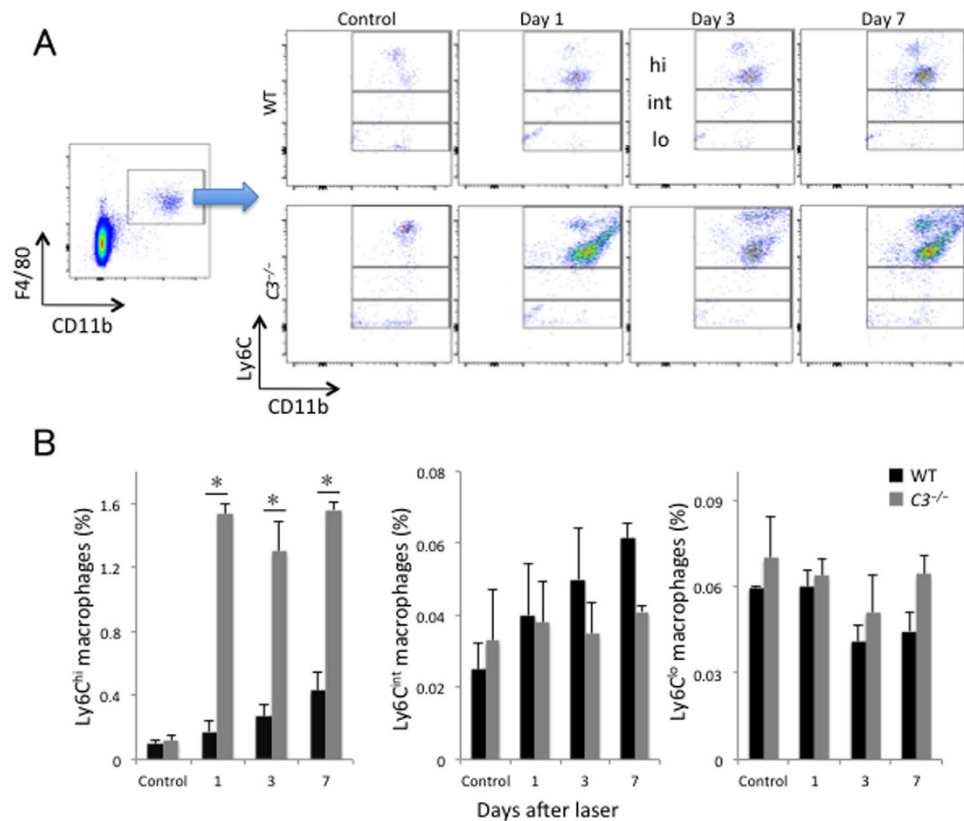 A
Control Day 1 Day 3 Day 7
WT
hi
int
lo
F4/80
CD11b
C3⁻/⁻
Ly6C
CD11b
B
Ly6Cʰⁱ macrophages (%)
1.6
1.2
0.8
0.4
0
* * *
Control 1 3 7
Ly6Cⁱⁿᵗ macrophages (%)
0.08
0.06
0.04
0.02
0
Control 1 3 7
Ly6Cˡᵒ macrophages (%)
0.09
0.06
0.03
0
Control 1 3 7
WT
C3⁻/⁻
Days after laser